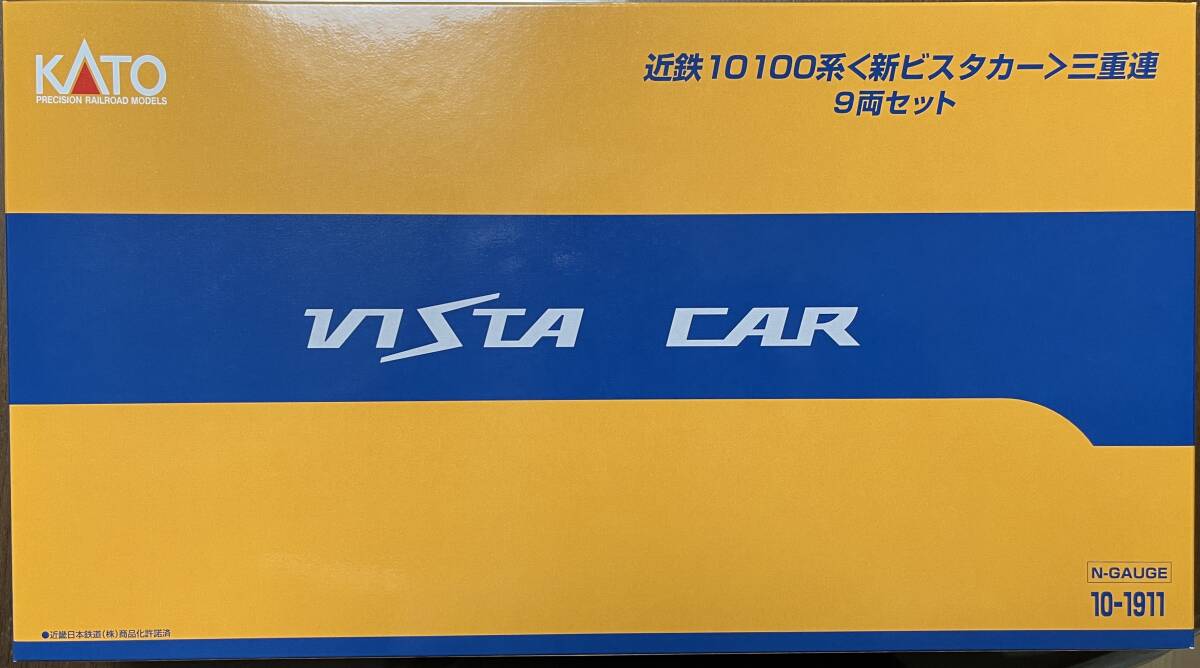 KATO
PRECISION RAILROAD MODELS
近鉄10100系<新ビスタカー>三重連
9両セット
VISTA CAR
N-GAUGE
10-1911
●近畿日本鉄道(株)商品化許諾済